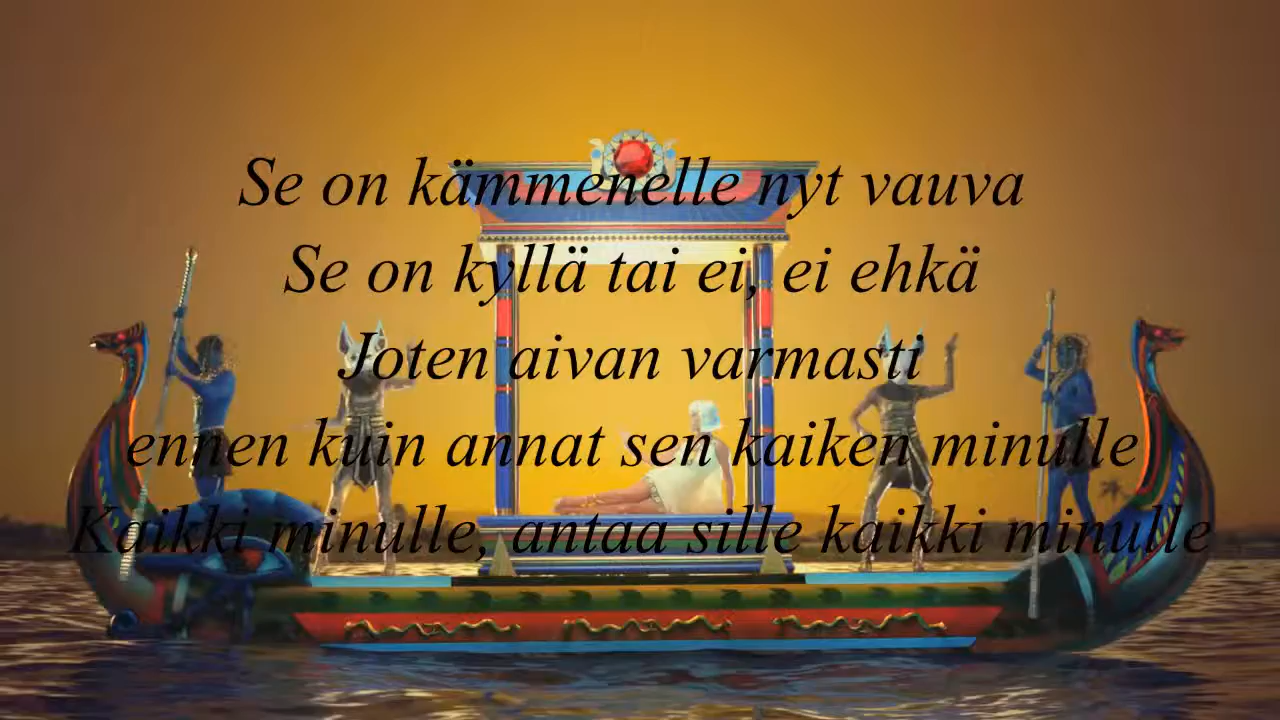 Se on kämmenelle nyt vauva
Se on kyllä tai ei, ei ehkä
Joten aivan varmasti
ennen kuin annat sen kaiken minulle
Kaikki minulle, antaa sille kaikki minulle